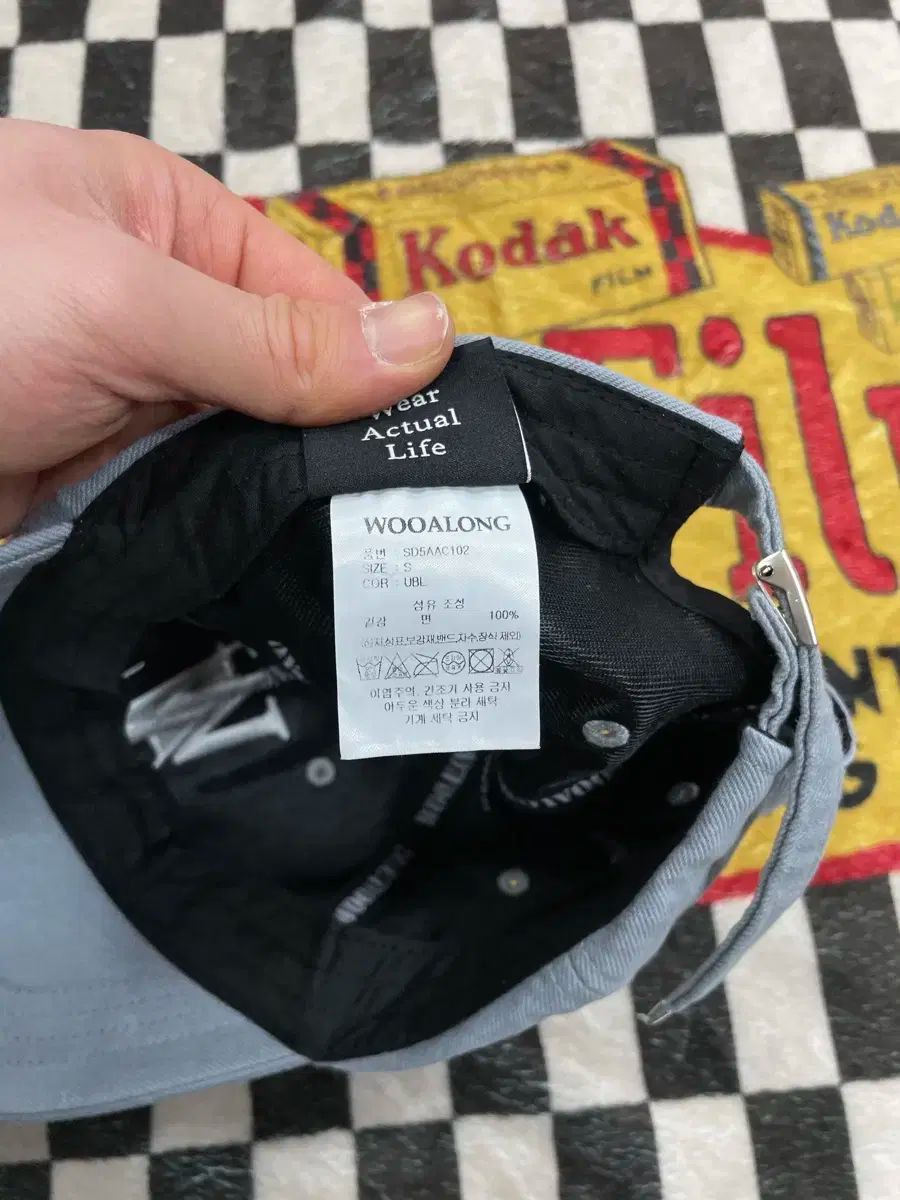 Kodak
FILM
Kod
Fil
Wear
Actual
Life
WOOALONG
품번 : SD5AAC102
SIZE : S
COR : UBL
섬유 조성
겉감 면 100%
(심지,상표,보강재,밴드,자수,장식 제외)
이염주의, 건조기 사용 금지
어두운 색상 분리 세탁
기계 세탁 금지